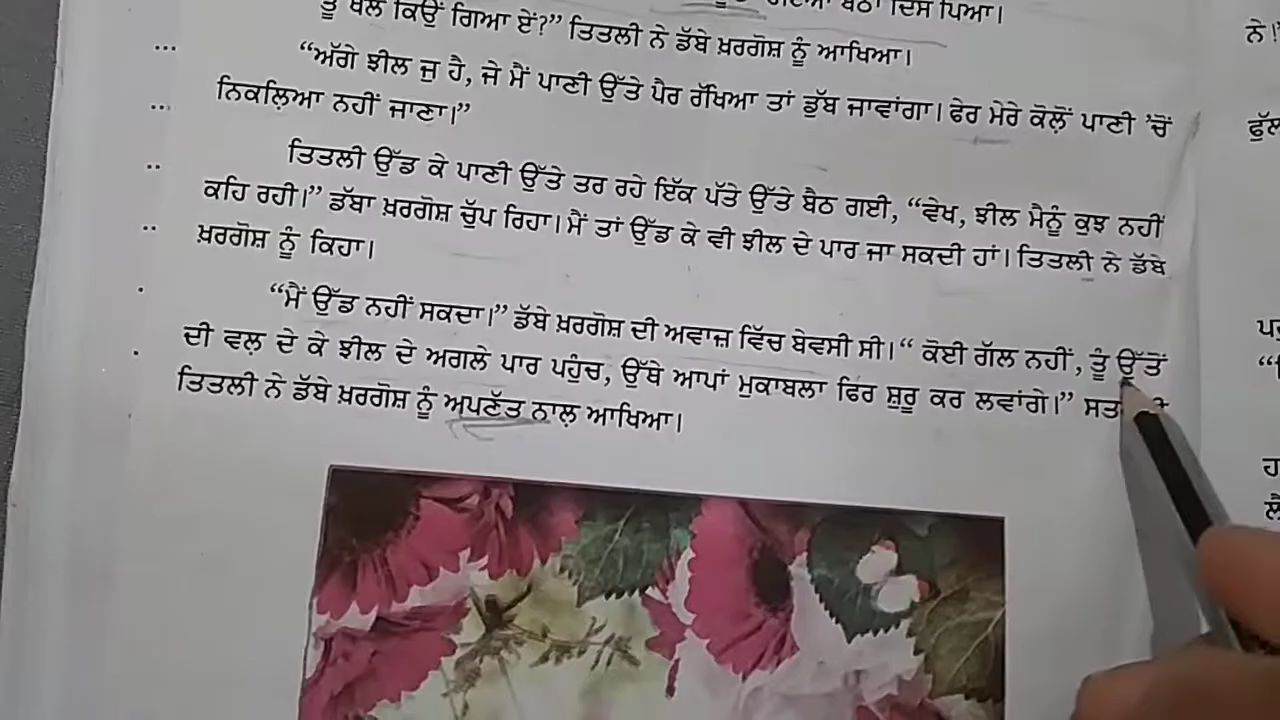 ਤੂੰ ਖਲੋ ਕਿਉਂ ਗਿਆ ਏਂ?” ਤਿਤਲੀ ਨੇ ਡੱਬੇ ਖ਼ਰਗੋਸ਼ ਨੂੰ ਆਖਿਆ।
“ਅੱਗੇ ਝੀਲ ਜੁ ਹੈ, ਜੇ ਮੈਂ ਪਾਣੀ ਉੱਤੇ ਪੈਰ ਰੱਖਿਆ ਤਾਂ ਡੁੱਬ ਜਾਵਾਂਗਾ। ਫੇਰ ਮੇਰੇ ਕੋਲੋਂ ਪਾਣੀ ’ਚੋਂ
ਨਿਕਲਿਆ ਨਹੀਂ ਜਾਣਾ।”
ਤਿਤਲੀ ਉੱਡ ਕੇ ਪਾਣੀ ਉੱਤੇ ਤਰ ਰਹੇ ਇੱਕ ਪੱਤੇ ਉੱਤੇ ਬੈਠ ਗਈ, “ਵੇਖ, ਝੀਲ ਮੈਨੂੰ ਕੁਝ ਨਹੀਂ
ਕਹਿ ਰਹੀ।” ਡੱਬਾ ਖ਼ਰਗੋਸ਼ ਚੁੱਪ ਰਿਹਾ। ਮੈਂ ਤਾਂ ਉੱਡ ਕੇ ਵੀ ਝੀਲ ਦੇ ਪਾਰ ਜਾ ਸਕਦੀ ਹਾਂ। ਤਿਤਲੀ ਨੇ ਡੱਬੇ
ਖ਼ਰਗੋਸ਼ ਨੂੰ ਕਿਹਾ।
“ਮੈਂ ਉੱਡ ਨਹੀਂ ਸਕਦਾ।” ਡੱਬੇ ਖ਼ਰਗੋਸ਼ ਦੀ ਅਵਾਜ਼ ਵਿੱਚ ਬੇਵਸੀ ਸੀ। “ ਕੋਈ ਗੱਲ ਨਹੀਂ, ਤੂੰ ਉੱਤੋਂ
ਦੀ ਵਲ਼ ਦੇ ਕੇ ਝੀਲ ਦੇ ਅਗਲੇ ਪਾਰ ਪਹੁੰਚ, ਉੱਥੇ ਆਪਾਂ ਮੁਕਾਬਲਾ ਫਿਰ ਸ਼ੁਰੂ ਕਰ ਲਵਾਂਗੇ।”
ਤਿਤਲੀ ਨੇ ਡੱਬੇ ਖ਼ਰਗੋਸ਼ ਨੂੰ ਅਪਣੱਤ ਨਾਲ਼ ਆਖਿਆ।